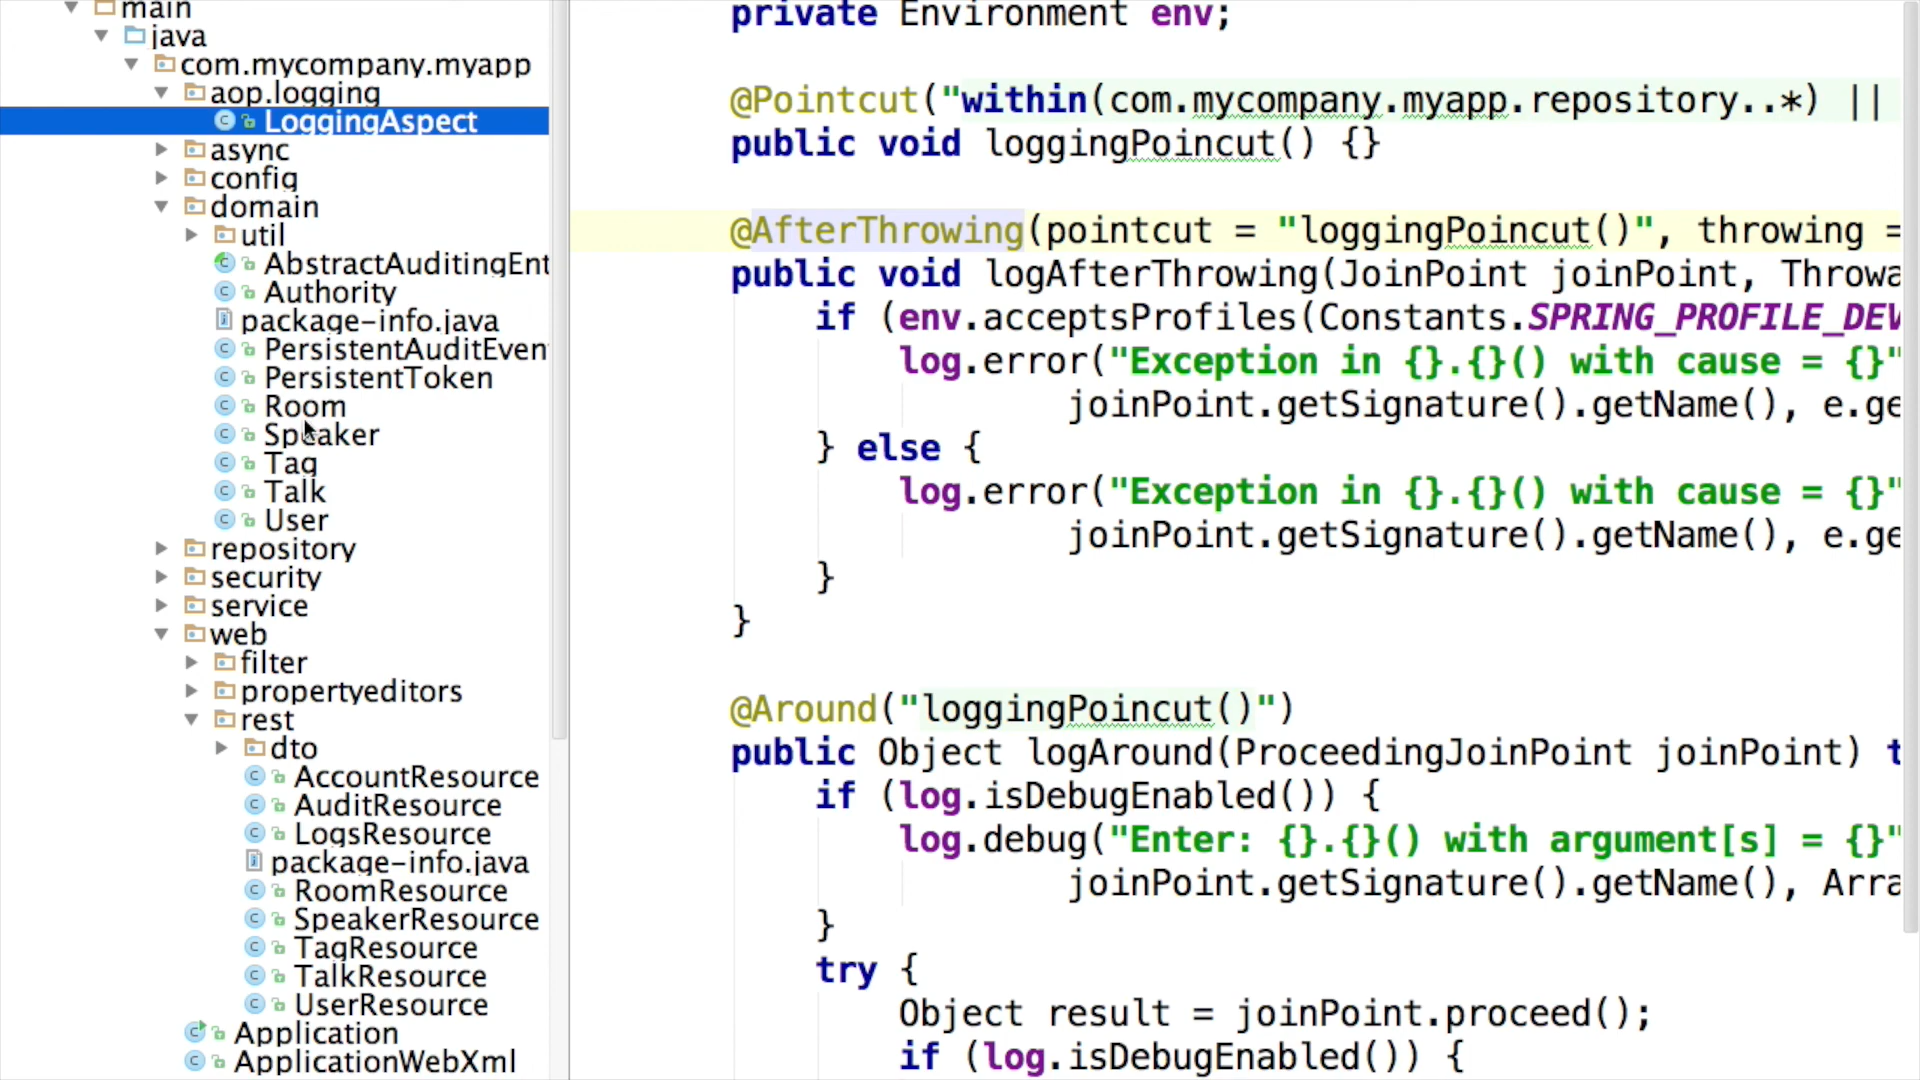 main
java
com.mycompany.myapp
aop.logging
LoggingAspect
async
config
domain
util
AbstractAuditingEnt
Authority
package-info.java
PersistentAuditEven
PersistentToken
Room
Speaker
Tag
Talk
User
repository
security
service
web
filter
propertyeditors
rest
dto
AccountResource
AuditResource
LogsResource
package-info.java
RoomResource
SpeakerResource
TagResource
TalkResource
UserResource
Application
ApplicationWebXml
private Environment env;
@Pointcut("within(com.mycompany.myapp.repository..*) ||
public void loggingPoincut() {}
@AfterThrowing(pointcut = "loggingPoincut()", throwing =
public void logAfterThrowing(JoinPoint joinPoint, Throwa
if (env.acceptsProfiles(Constants.SPRING_PROFILE_DEV
log.error("Exception in {}.{}() with cause = {}"
joinPoint.getSignature().getName(), e.ge
} else {
log.error("Exception in {}.{}() with cause = {}"
joinPoint.getSignature().getName(), e.ge
}
}
@Around("loggingPoincut()")
public Object logAround(ProceedingJoinPoint joinPoint) t
if (log.isDebugEnabled()) {
log.debug("Enter: {}.{}() with argument[s] = {}"
joinPoint.getSignature().getName(), Arra
}
try {
Object result = joinPoint.proceed();
if (log.isDebugEnabled()) {